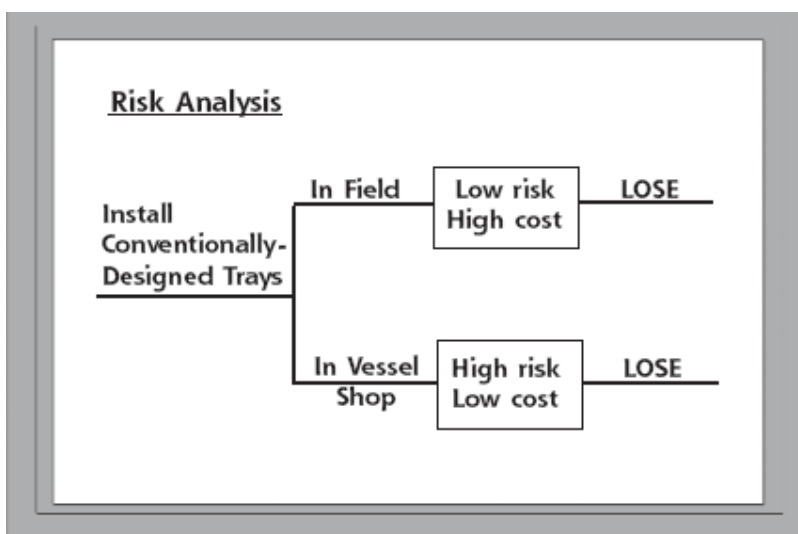 Risk Analysis
Install
Conventionally-
Designed Trays
In Field
Low risk
High cost
LOSE
In Vessel
Shop
High risk
Low cost
LOSE